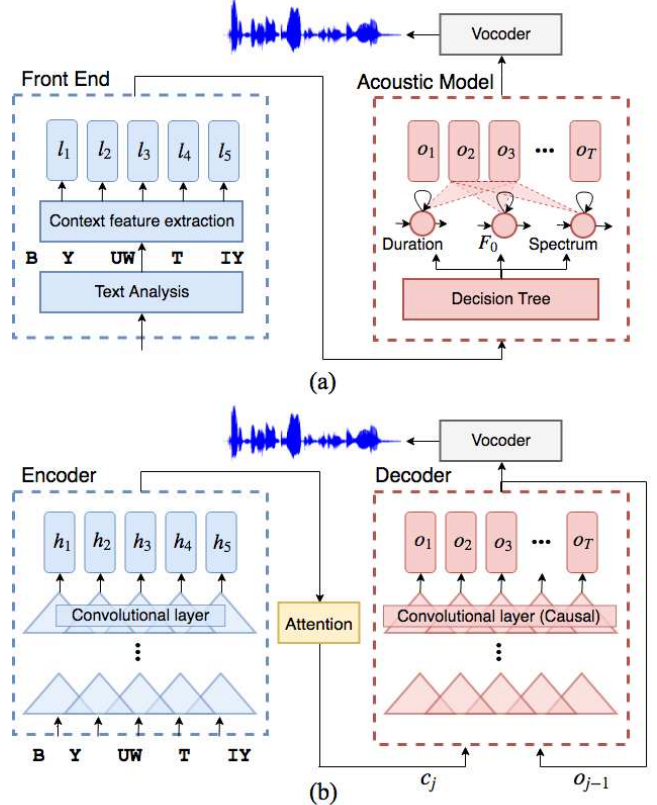 Vocoder
Front End
Acoustic Model
l1 l2 l3 l4 l5
o1 o2 o3 ... oT
Context feature extraction
Duration F0 Spectrum
B Y UW T IY
Text Analysis
Decision Tree
(a)
Vocoder
Encoder
Decoder
h1 h2 h3 h4 h5
o1 o2 o3 ... oT
Convolutional layer
Attention
Convolutional layer (Causal)
B Y UW T IY
cj
oj−1
(b)